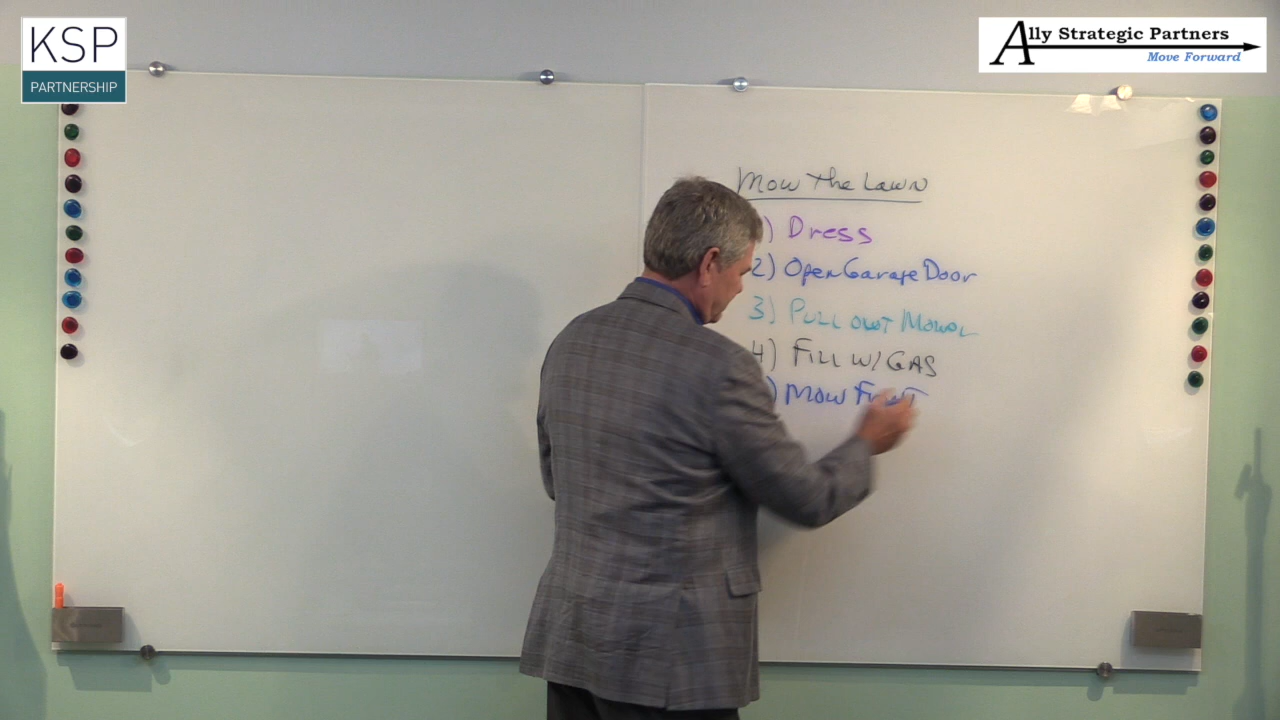 KSP
PARTNERSHIP
Ally Strategic Partners
Move Forward
Mow The Lawn
) Dress
2) Open Garage Door
3) Pull out Mower
4) Fill w/ Gas
) Mow Front